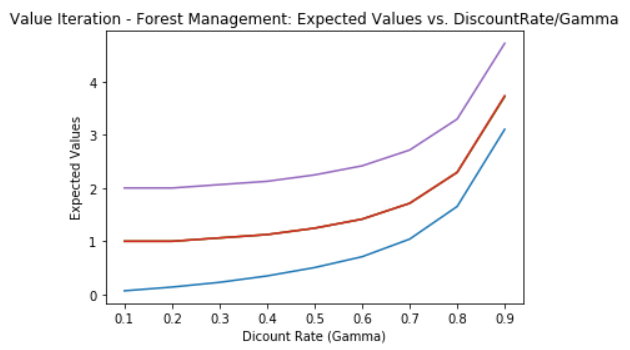 Value Iteration - Forest Management: Expected Values vs. DiscountRate/Gamma
Expected Values
4
3
2
1
0
0.1 0.2 0.3 0.4 0.5 0.6 0.7 0.8 0.9
Dicount Rate (Gamma)